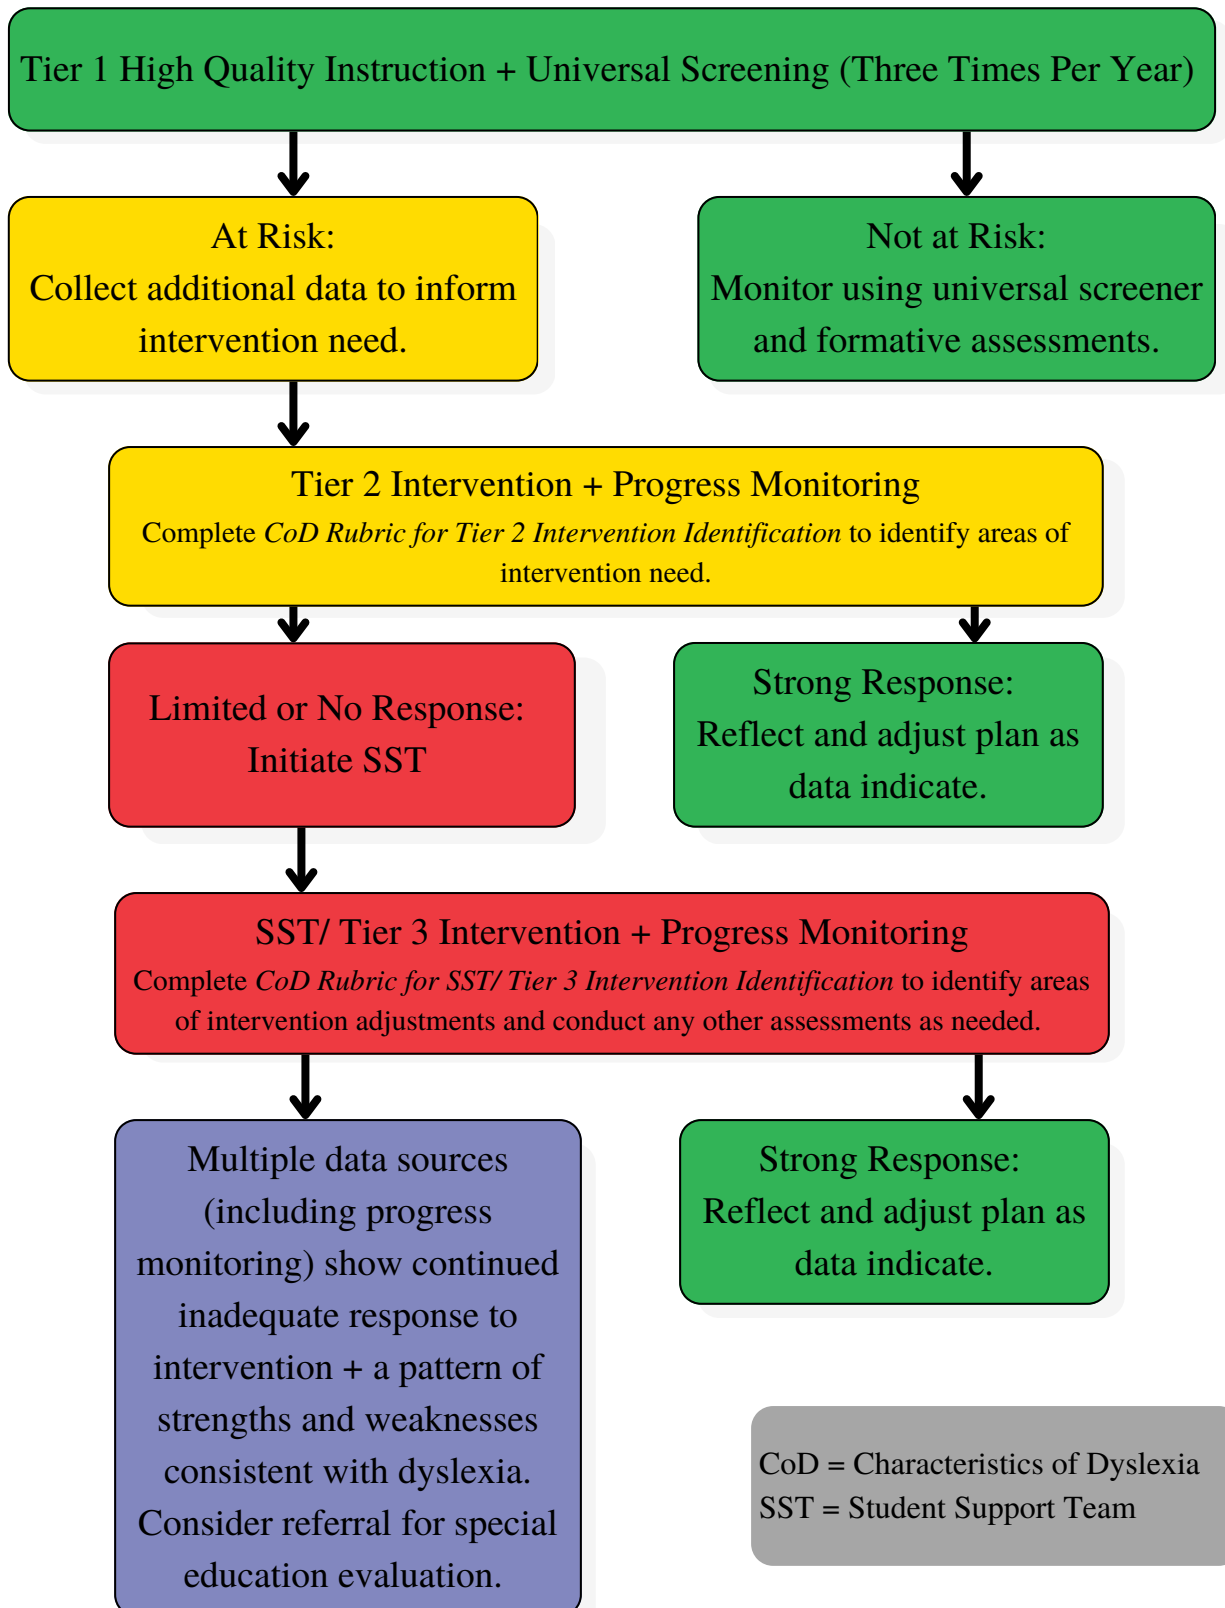 Tier 1 High Quality Instruction + Universal Screening (Three Times Per Year)
At Risk:
Collect additional data to inform
intervention need.
Not at Risk:
Monitor using universal screener
and formative assessments.
Tier 2 Intervention + Progress Monitoring
Complete CoD Rubric for Tier 2 Intervention Identification to identify areas of
intervention need.
Limited or No Response:
Initiate SST
Strong Response:
Reflect and adjust plan as
data indicate.
SST/ Tier 3 Intervention + Progress Monitoring
Complete CoD Rubric for SST/ Tier 3 Intervention Identification to identify areas
of intervention adjustments and conduct any other assessments as needed.
Multiple data sources
(including progress
monitoring) show continued
inadequate response to
intervention + a pattern of
strengths and weaknesses
consistent with dyslexia.
Consider referral for special
education evaluation.
Strong Response:
Reflect and adjust plan as
data indicate.
CoD = Characteristics of Dyslexia
SST = Student Support Team